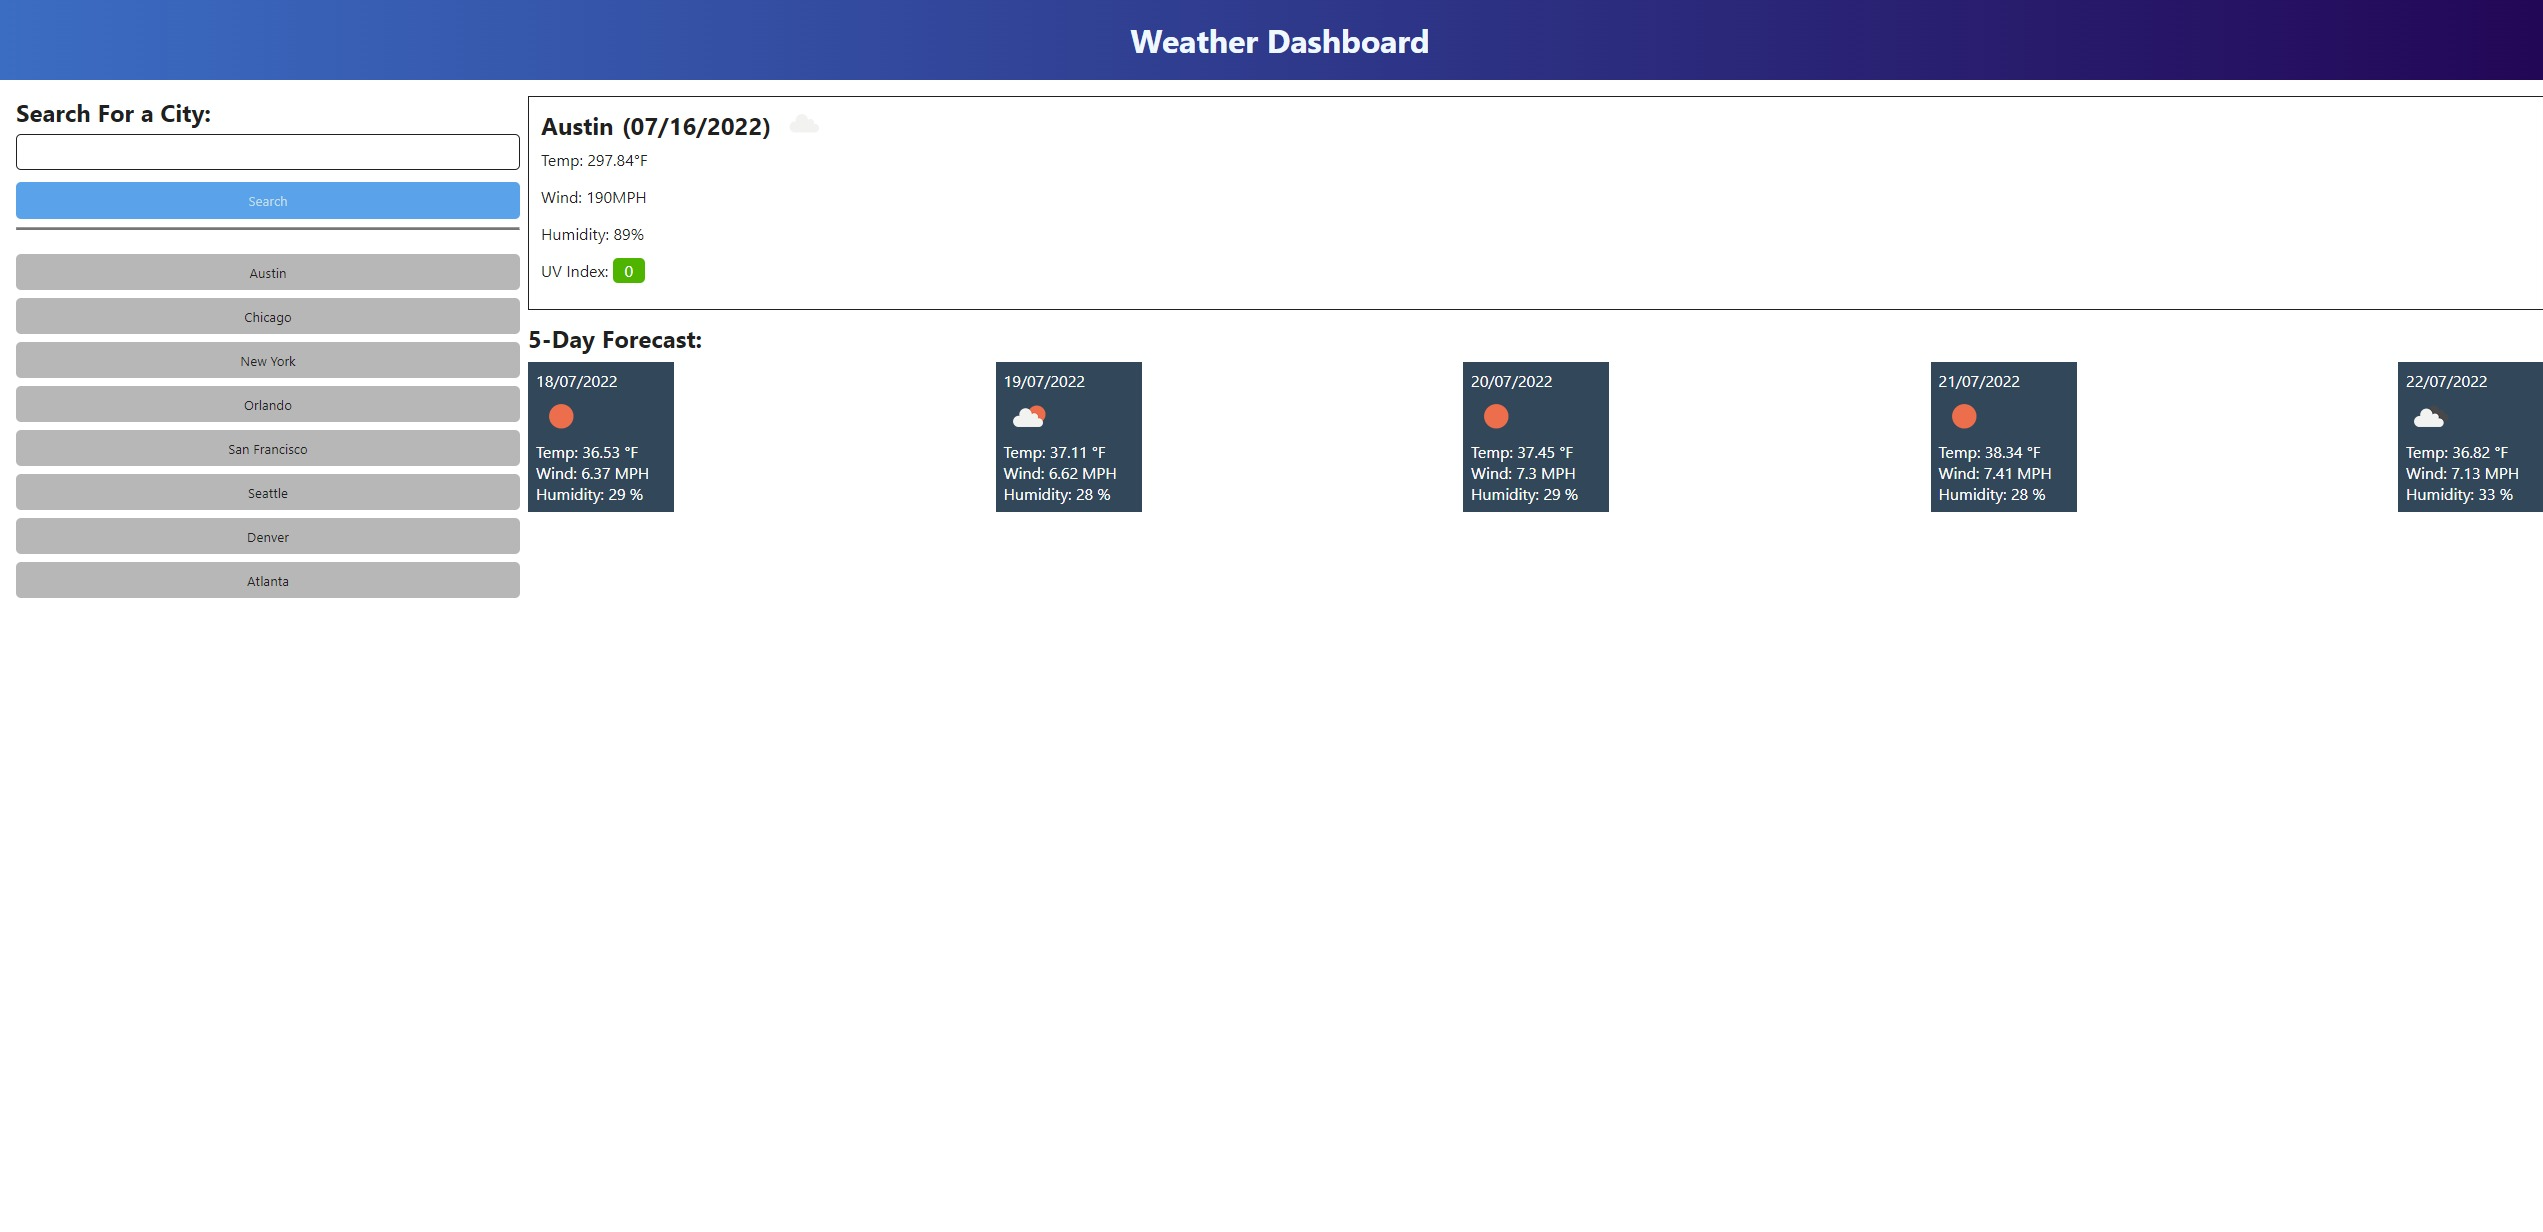 Weather Dashboard
Search For a City:
Search
Austin
Chicago
New York
Orlando
San Francisco
Seattle
Denver
Atlanta
Austin (07/16/2022)
Temp: 297.84°F
Wind: 190MPH
Humidity: 89%
UV Index: 0
5-Day Forecast:
18/07/2022
Temp: 36.53 °F
Wind: 6.37 MPH
Humidity: 29 %
19/07/2022
Temp: 37.11 °F
Wind: 6.62 MPH
Humidity: 28 %
20/07/2022
Temp: 37.45 °F
Wind: 7.3 MPH
Humidity: 29 %
21/07/2022
Temp: 38.34 °F
Wind: 7.41 MPH
Humidity: 28 %
22/07/2022
Temp: 36.82 °F
Wind: 7.13 MPH
Humidity: 33 %